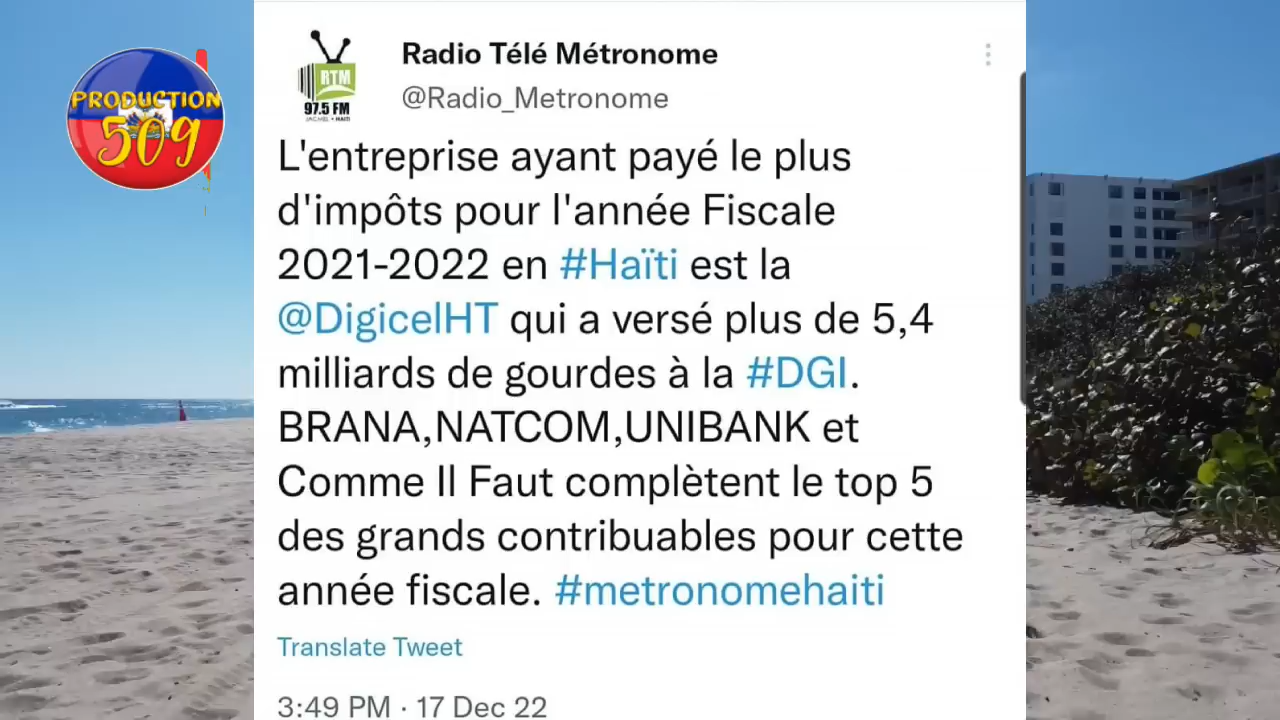 PRODUCTION
509
RTM
97.5 FM
JACMEL • HAITI
Radio Télé Métronome
@Radio_Metronome
L'entreprise ayant payé le plus
d'impôts pour l'année Fiscale
2021-2022 en #Haïti est la
@DigicelHT qui a versé plus de 5,4
milliards de gourdes à la #DGI.
BRANA,NATCOM,UNIBANK et
Comme Il Faut complètent le top 5
des grands contribuables pour cette
année fiscale. #metronomehaiti
Translate Tweet
3:49 PM · 17 Dec 22